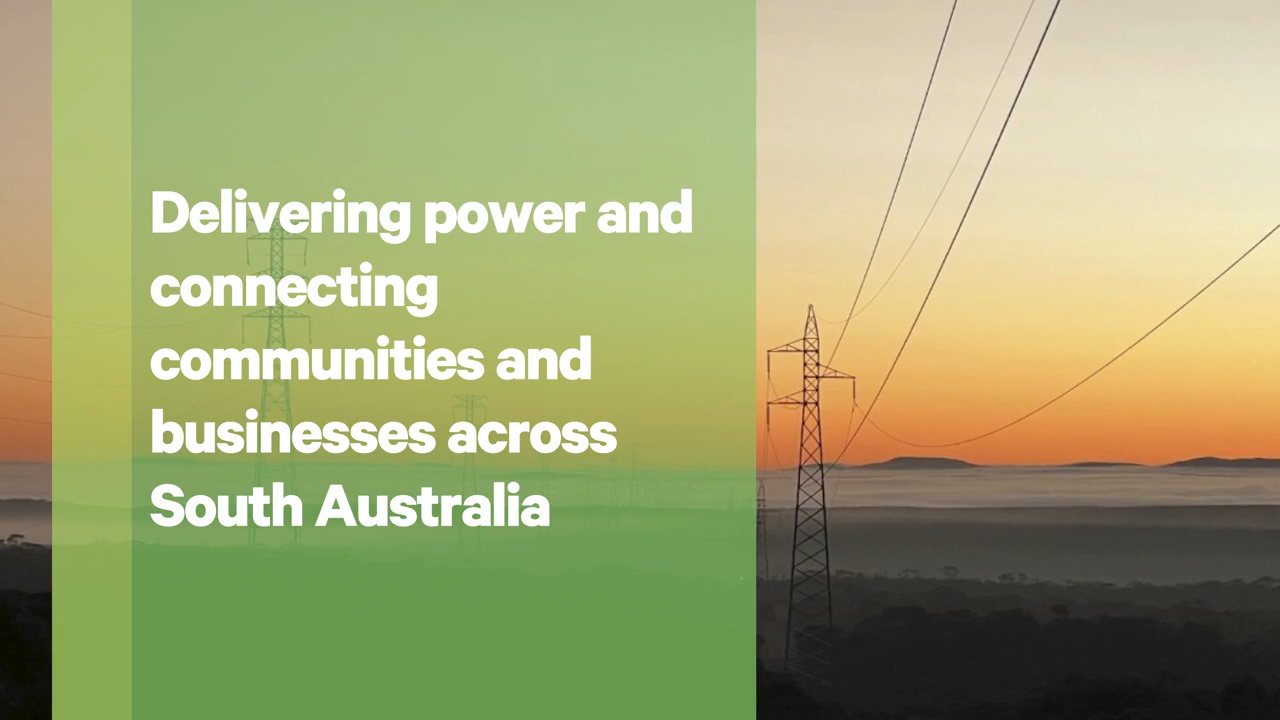 Delivering power and
connecting
communities and
businesses across
South Australia